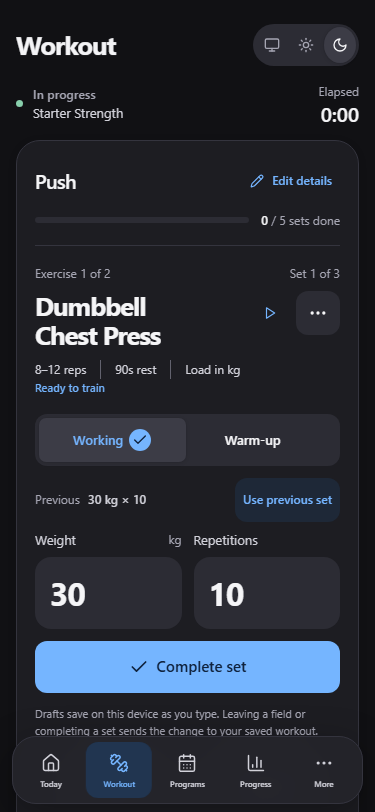 Workout
In progress
Starter Strength
Elapsed
0:00
Push
Edit details
0 / 5 sets done
Exercise 1 of 2
Set 1 of 3
Dumbbell
Chest Press
8–12 reps
90s rest
Load in kg
Ready to train
Working
Warm-up
Previous 30 kg × 10
Use previous set
Weight
kg
Repetitions
30
10
Complete set
Drafts save on this device as you type. Leaving a field or
completing a set sends the change to your saved workout.
Today
Workout
Programs
Progress
More